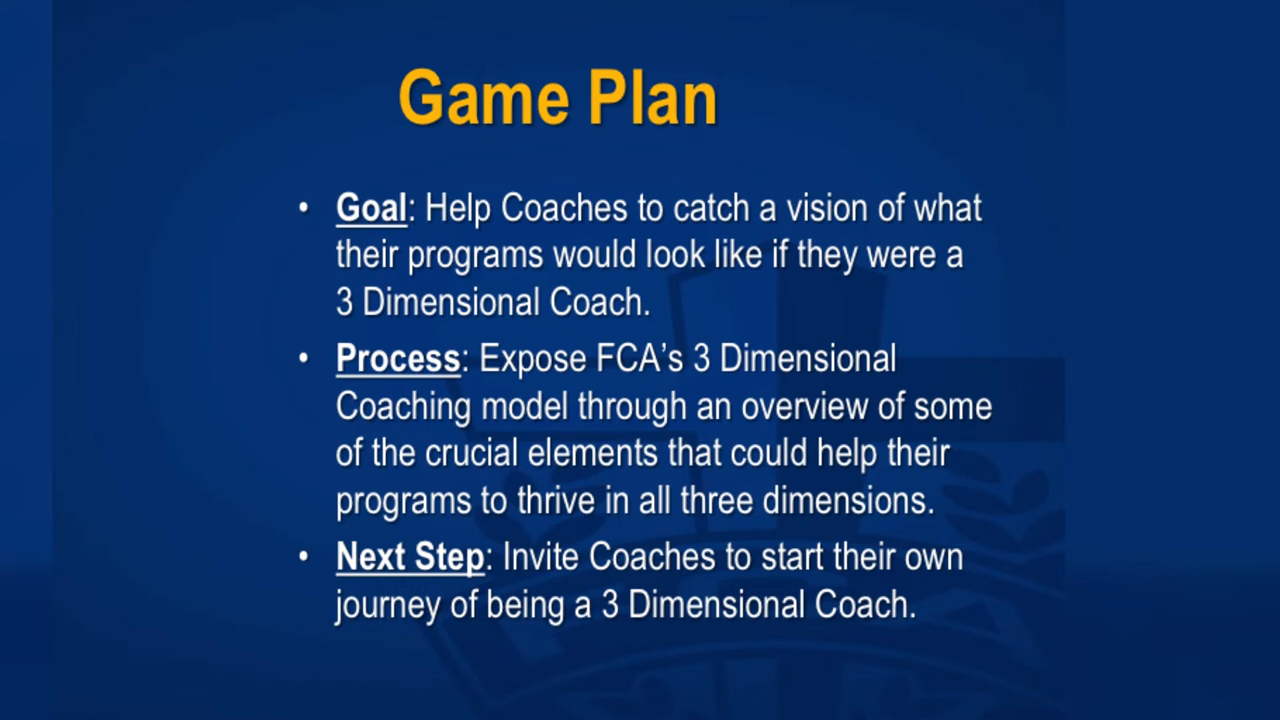 Game Plan
• Goal: Help Coaches to catch a vision of what
their programs would look like if they were a
3 Dimensional Coach.
• Process: Expose FCA’s 3 Dimensional
Coaching model through an overview of some
of the crucial elements that could help their
programs to thrive in all three dimensions.
• Next Step: Invite Coaches to start their own
journey of being a 3 Dimensional Coach.